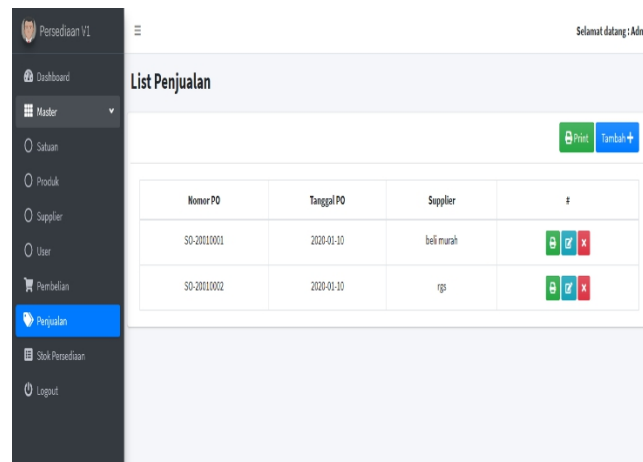 Persediaan V1
Selamat datang : Adm
Dashboard
List Penjualan
Master
Print Tambah
Satuan
Produk
Supplier
User
Pembelian
Penjualan
Stok Persediaan
Logout
Nomor PO Tanggal PO Supplier #
SO-20010001 2020-01-10 beli murah
SO-20010002 2020-01-10 rgs